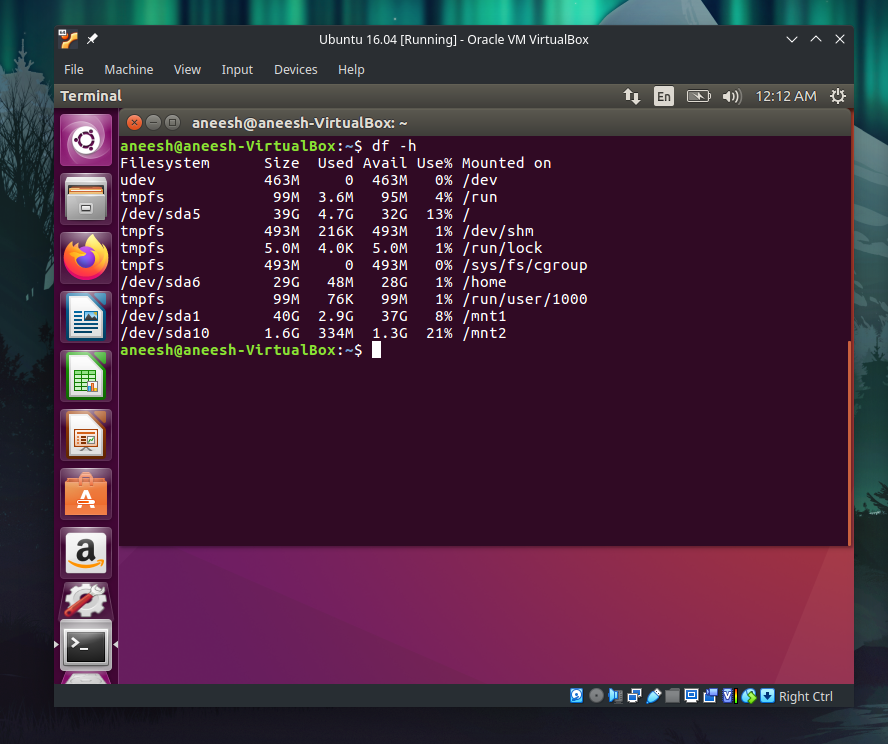 Ubuntu 16.04 [Running] - Oracle VM VirtualBox
File Machine View Input Devices Help
Terminal En 12:12 AM
aneesh@aneesh-VirtualBox: ~
aneesh@aneesh-VirtualBox:~$ df -h
Filesystem Size Used Avail Use% Mounted on
udev 463M 0 463M 0% /dev
tmpfs 99M 3.6M 95M 4% /run
/dev/sda5 39G 4.7G 32G 13% /
tmpfs 493M 216K 493M 1% /dev/shm
tmpfs 5.0M 4.0K 5.0M 1% /run/lock
tmpfs 493M 0 493M 0% /sys/fs/cgroup
/dev/sda6 29G 48M 28G 1% /home
tmpfs 99M 76K 99M 1% /run/user/1000
/dev/sda1 40G 2.9G 37G 8% /mnt1
/dev/sda10 1.6G 334M 1.3G 21% /mnt2
aneesh@aneesh-VirtualBox:~$
Right Ctrl